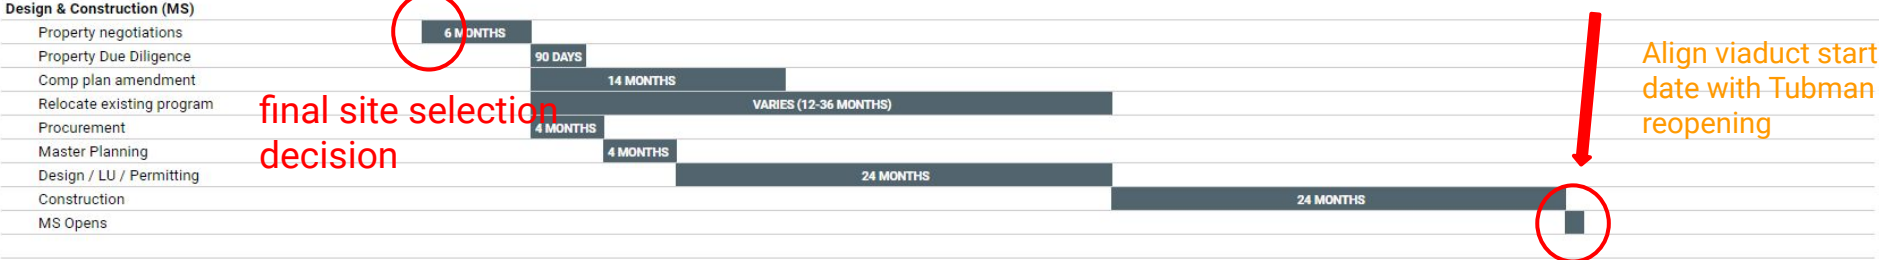 Design & Construction (MS)
Property negotiations
6 MONTHS
Property Due Diligence
90 DAYS
Comp plan amendment
14 MONTHS
Relocate existing program
VARIES (12-36 MONTHS)
Procurement
4 MONTHS
Master Planning
4 MONTHS
Design / LU / Permitting
24 MONTHS
Construction
24 MONTHS
MS Opens
final site selection
decision
Align viaduct start
date with Tubman
reopening